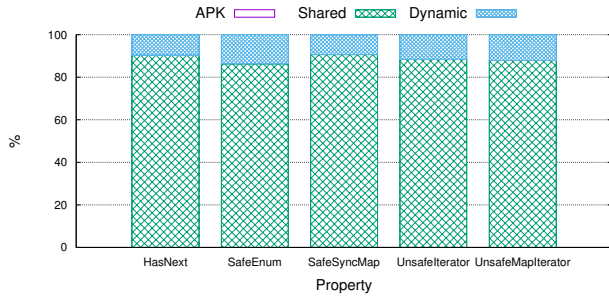 APK Shared Dynamic
100
80
60
40
20
0
%
HasNext SafeEnum SafeSyncMap UnsafeIterator UnsafeMapIterator
Property